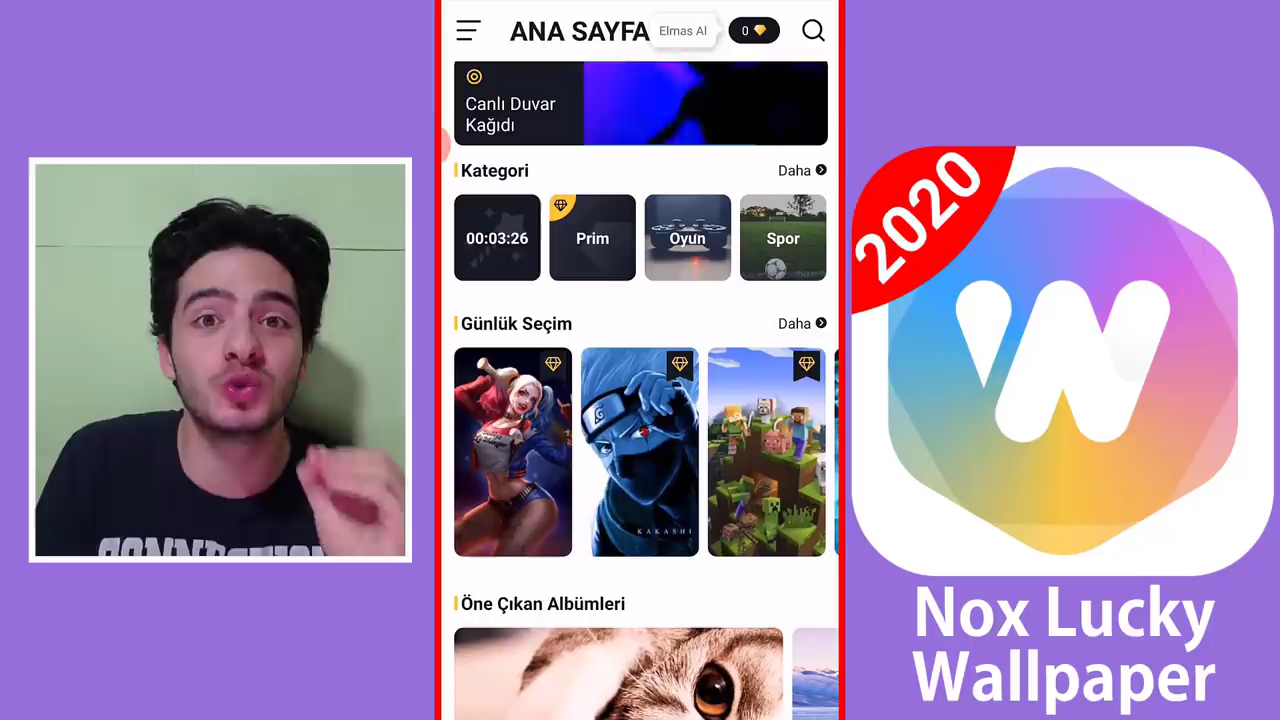 ANA SAYFA
Elmas Al
0
Canlı Duvar
Kağıdı
Kategori
Daha
00:03:26
Prim
Oyun
Spor
Günlük Seçim
Daha
KAKASHI
Öne Çıkan Albümleri
2020
W
Nox Lucky
Wallpaper